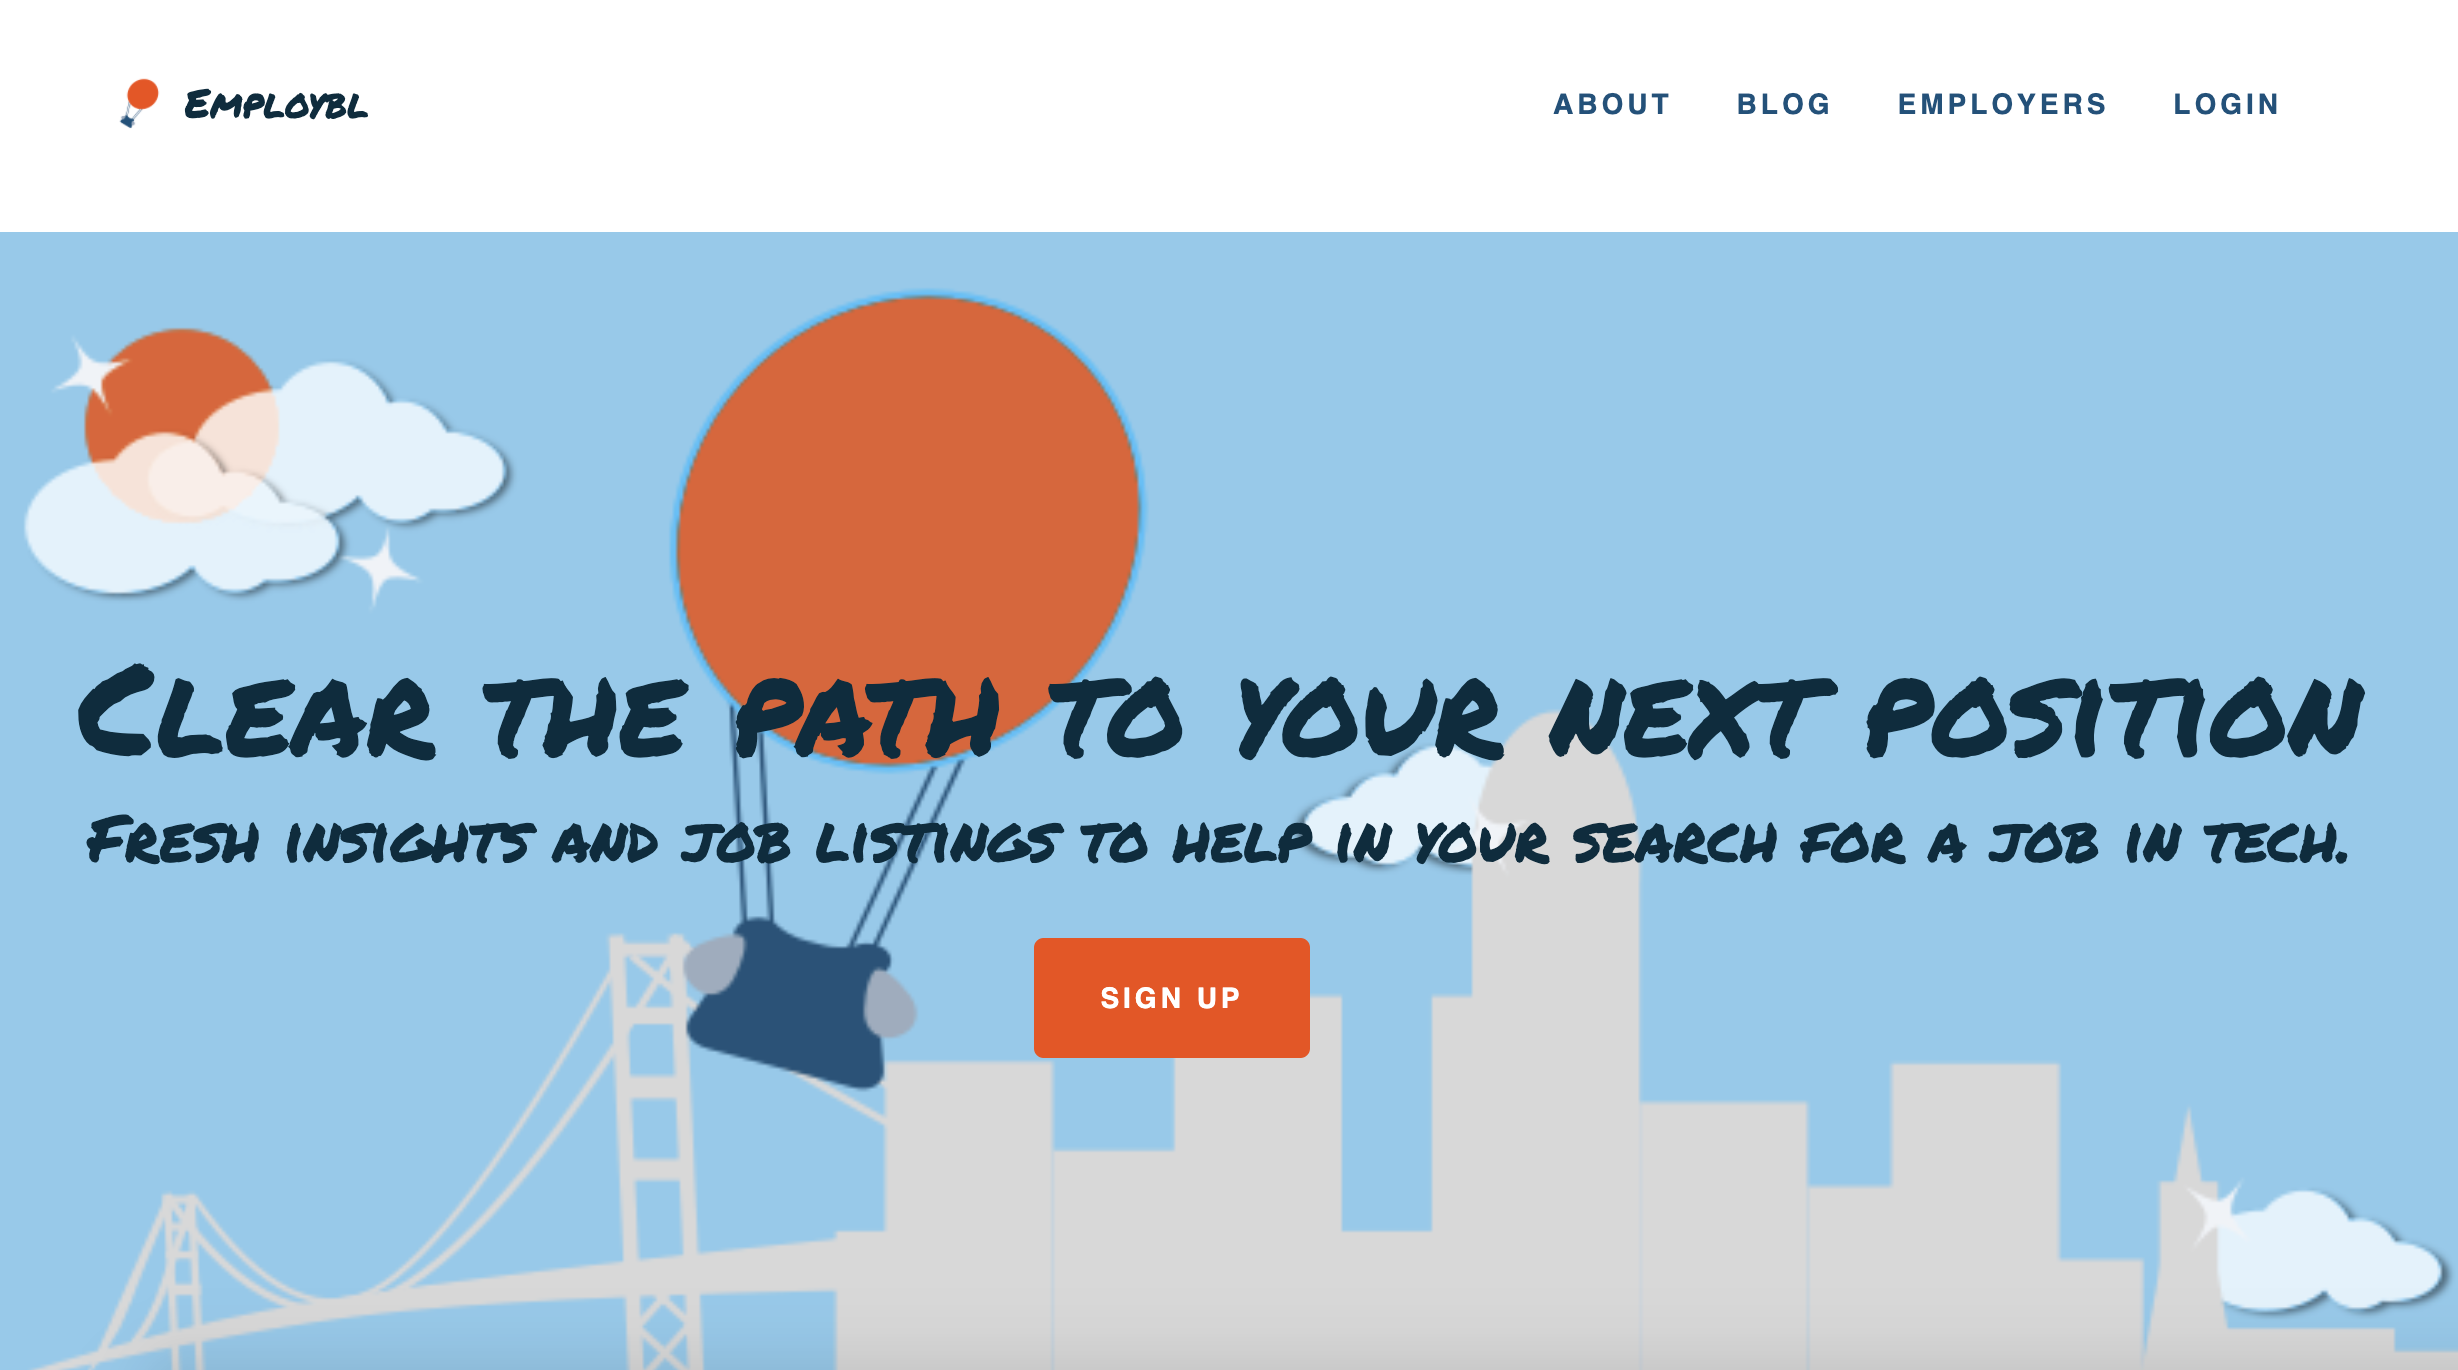 Employbl
ABOUT BLOG EMPLOYERS LOGIN
Clear the path to your next position
Fresh insights and job listings to help in your search for a job in tech.
SIGN UP